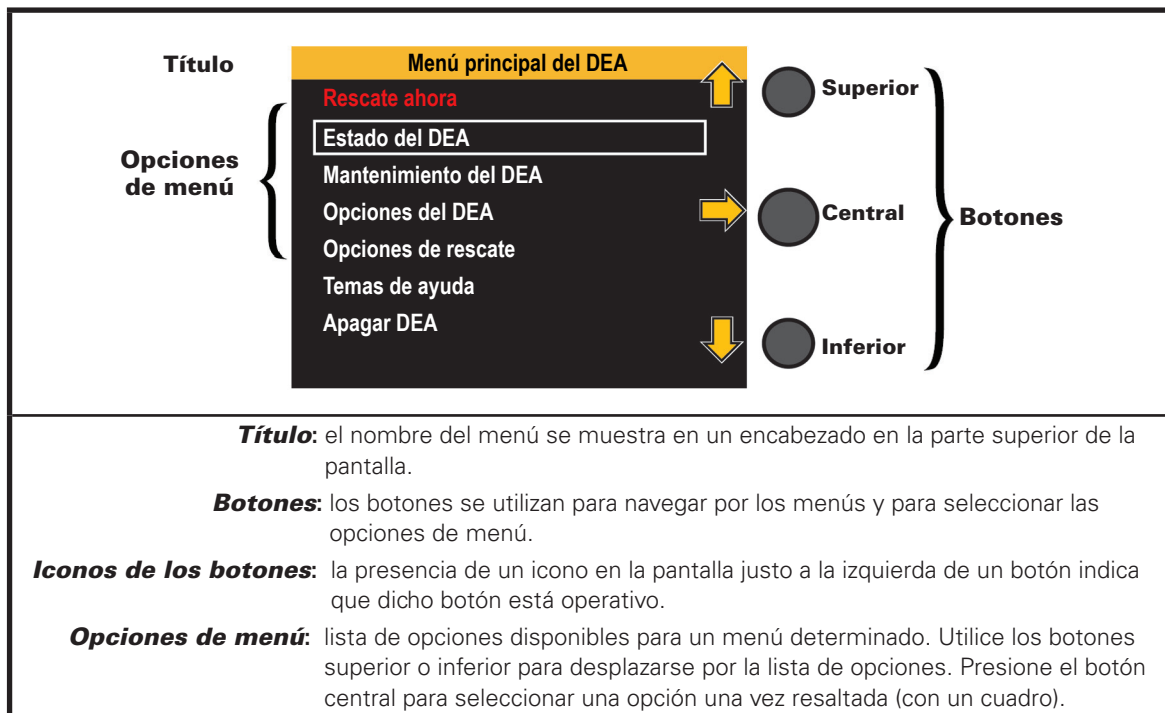 Título
Menú principal del DEA
Rescate ahora
Superior
Estado del DEA
Opciones
de menú
Mantenimiento del DEA
Opciones del DEA
Central
Botones
Opciones de rescate
Temas de ayuda
Apagar DEA
Inferior
Título: el nombre del menú se muestra en un encabezado en la parte superior de la
pantalla.
Botones: los botones se utilizan para navegar por los menús y para seleccionar las
opciones de menú.
Iconos de los botones: la presencia de un icono en la pantalla justo a la izquierda de un botón indica
que dicho botón está operativo.
Opciones de menú: lista de opciones disponibles para un menú determinado. Utilice los botones
superior o inferior para desplazarse por la lista de opciones. Presione el botón
central para seleccionar una opción una vez resaltada (con un cuadro).